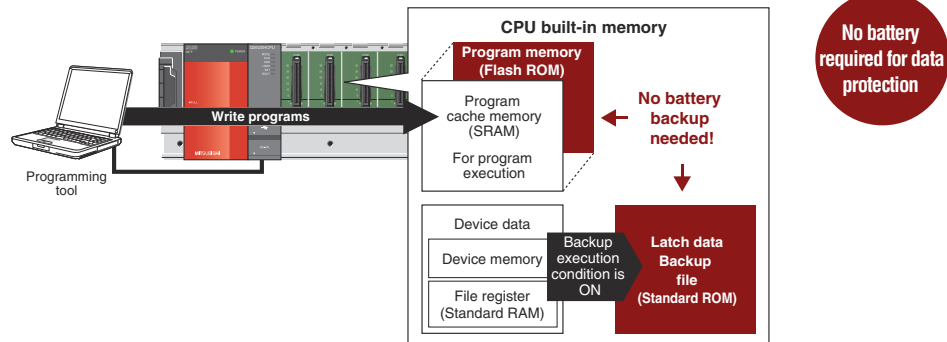 CPU built-in memory
Program memory
(Flash ROM)
Program
cache memory
(SRAM)
For program
execution
No battery
backup
needed!
No battery
required for data
protection
Write programs
MITSUBISHI
Programming
tool
Device data
Device memory
File register
(Standard RAM)
Backup
execution
condition is
ON
Latch data
Backup
file
(Standard ROM)